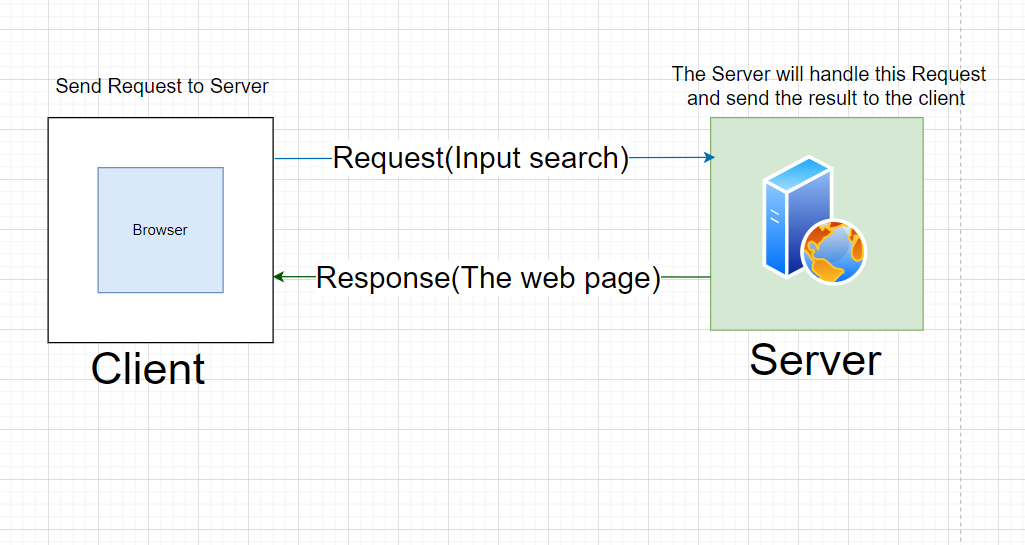 Send Request to Server
The Server will handle this Request
and send the result to the client
Request(Input search)
Browser
Response(The web page)
Client
Server